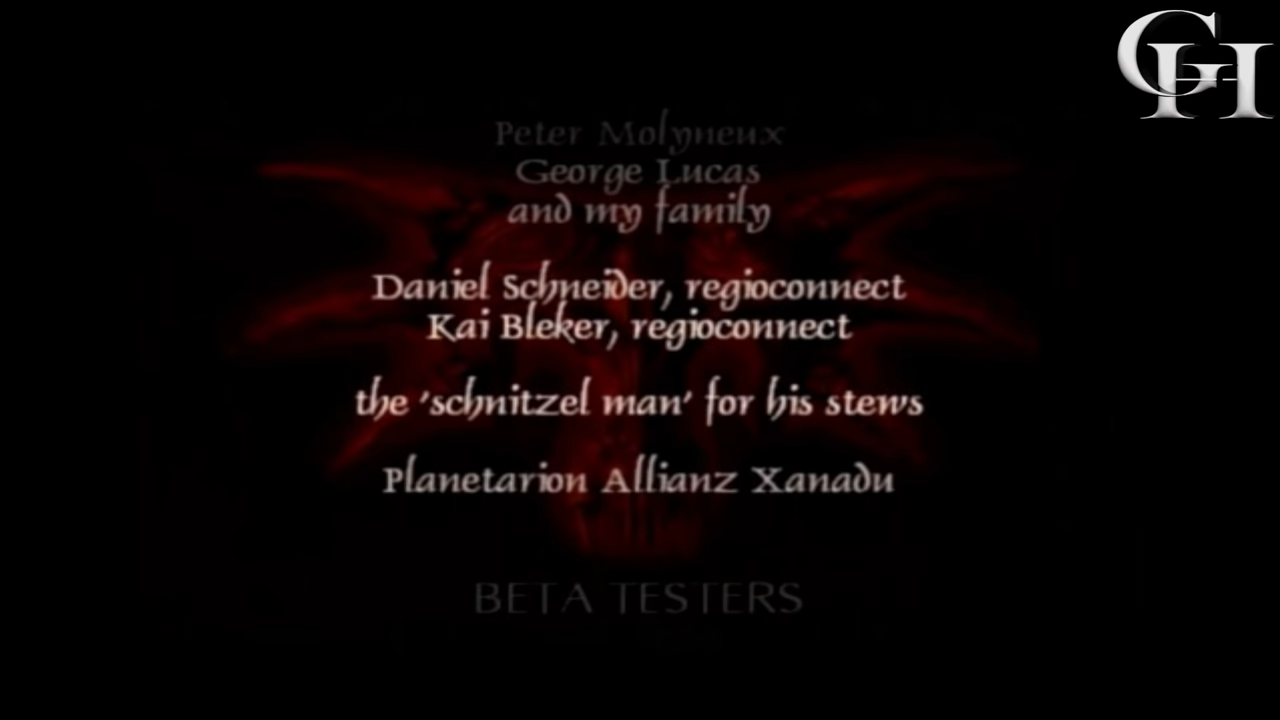 GH
Peter Molyneux
George Lucas
and my family
Daniel Schneider, regioconnect
Kai Bleker, regioconnect
the 'schnitzel man' for his stews
Planetarion Allianz Xanadu
BETA TESTERS